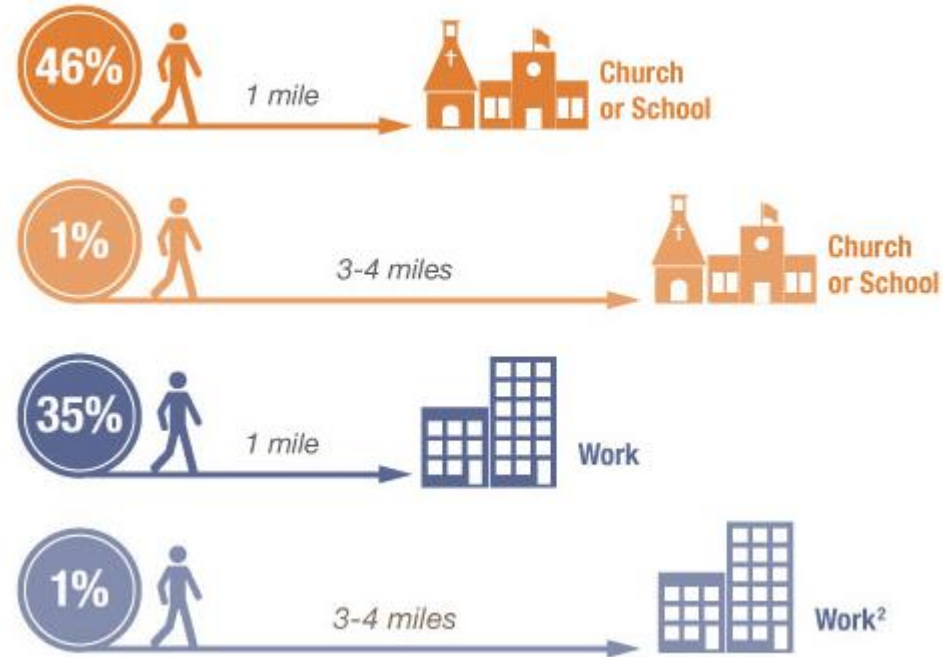 46%
1 mile
Church
or School
1%
3-4 miles
Church
or School
35%
1 mile
Work
1%
3-4 miles
Work²